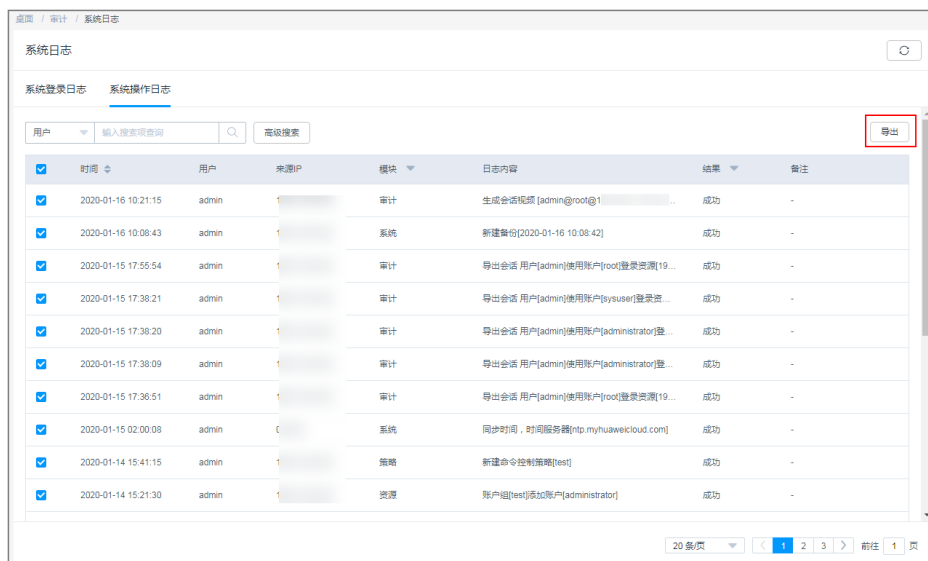 桌面 / 审计 / 系统日志
系统日志
系统登录日志 系统操作日志
用户 输入搜索项查询 高级搜索 导出
时间 用户 来源IP 模块 日志内容 结果 备注
2020-01-16 10:21:15 admin 审计 生成会话视频 [admin@root@1 .. 成功 -
2020-01-16 10:08:43 admin 系统 新建备份[2020-01-16 10:08:42] 成功 -
2020-01-15 17:55:54 admin 审计 导出会话 用户[admin]使用账户[root]登录资源[19... 成功 -
2020-01-15 17:38:21 admin 审计 导出会话 用户[admin]使用账户[sysuser]登录资... 成功 -
2020-01-15 17:38:20 admin 审计 导出会话 用户[admin]使用账户[administrator]登... 成功 -
2020-01-15 17:38:09 admin 审计 导出会话 用户[admin]使用账户[administrator]登... 成功 -
2020-01-15 17:36:51 admin 审计 导出会话 用户[admin]使用账户[root]登录资源[19... 成功 -
2020-01-15 02:00:08 admin 系统 同步时间，时间服务器[ntp.myhuaweicloud.com] 成功 -
2020-01-14 15:41:15 admin 策略 新建命令控制策略[test] 成功 -
2020-01-14 15:21:30 admin 资源 账户组[test]添加账户[administrator] 成功 -
20 条/页 1 2 3 前往 1 页